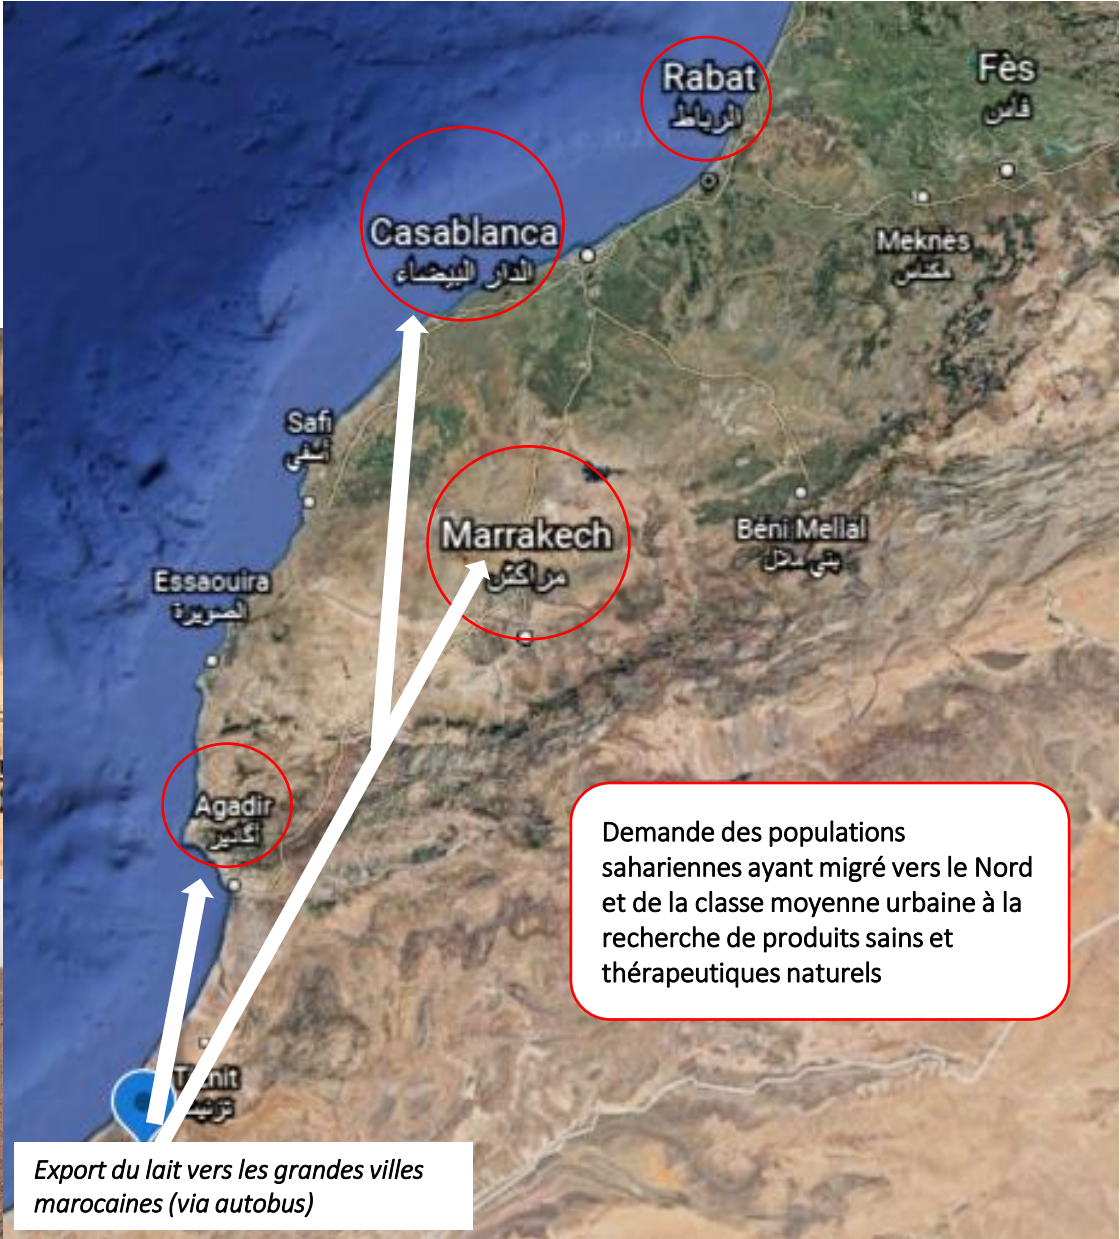 Rabat
الرباط
Fès
فاس
Casablanca
الدار البيضاء
Meknès
مكناس
Safi
أسفي
Marrakech
مراكش
Béni Mellal
بني ملال
Essaouira
الصويرة
Agadir
أگادير
Demande des populations
sahariennes ayant migré vers le Nord
et de la classe moyenne urbaine à la
recherche de produits sains et
thérapeutiques naturels
Export du lait vers les grandes villes
marocaines (via autobus)